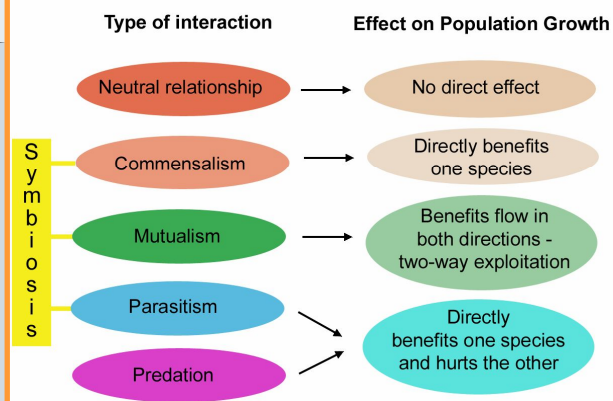 Type of interaction
Effect on Population Growth
Neutral relationship
No direct effect
Symbiosis
Commensalism
Directly benefits
one species
Mutualism
Benefits flow in
both directions -
two-way exploitation
Parasitism
Predation
Directly
benefits one species
and hurts the other